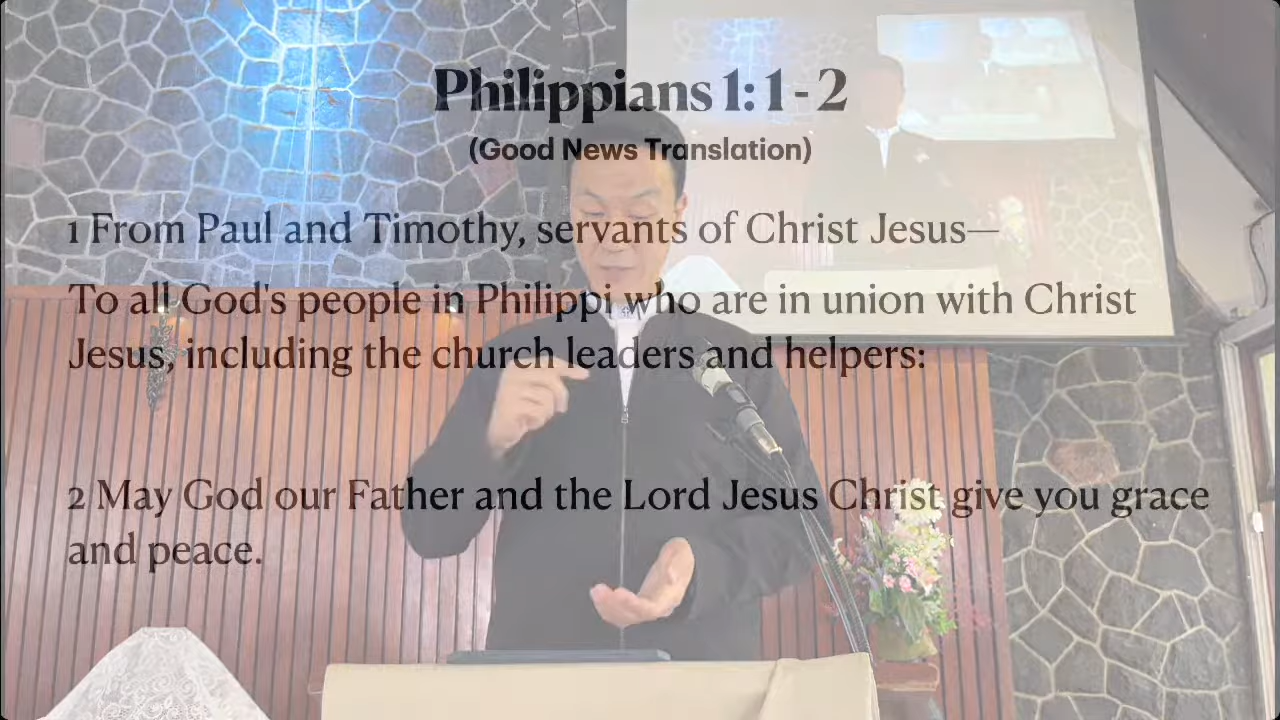 Philippians 1: 1 - 2
(Good News Translation)
1 From Paul and Timothy, servants of Christ Jesus—
To all God's people in Philippi who are in union with Christ
Jesus, including the church leaders and helpers:
2 May God our Father and the Lord Jesus Christ give you grace
and peace.